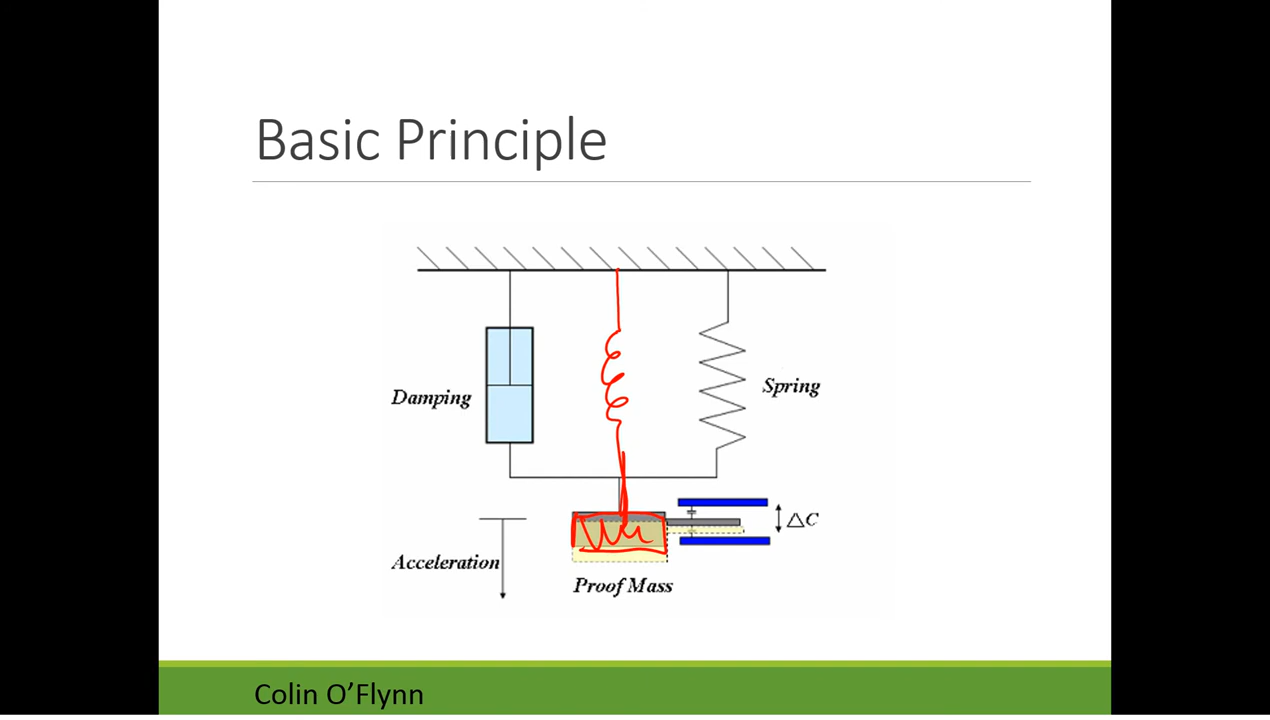 Basic Principle
Damping
Spring
△C
Acceleration
Proof Mass
Colin O’Flynn